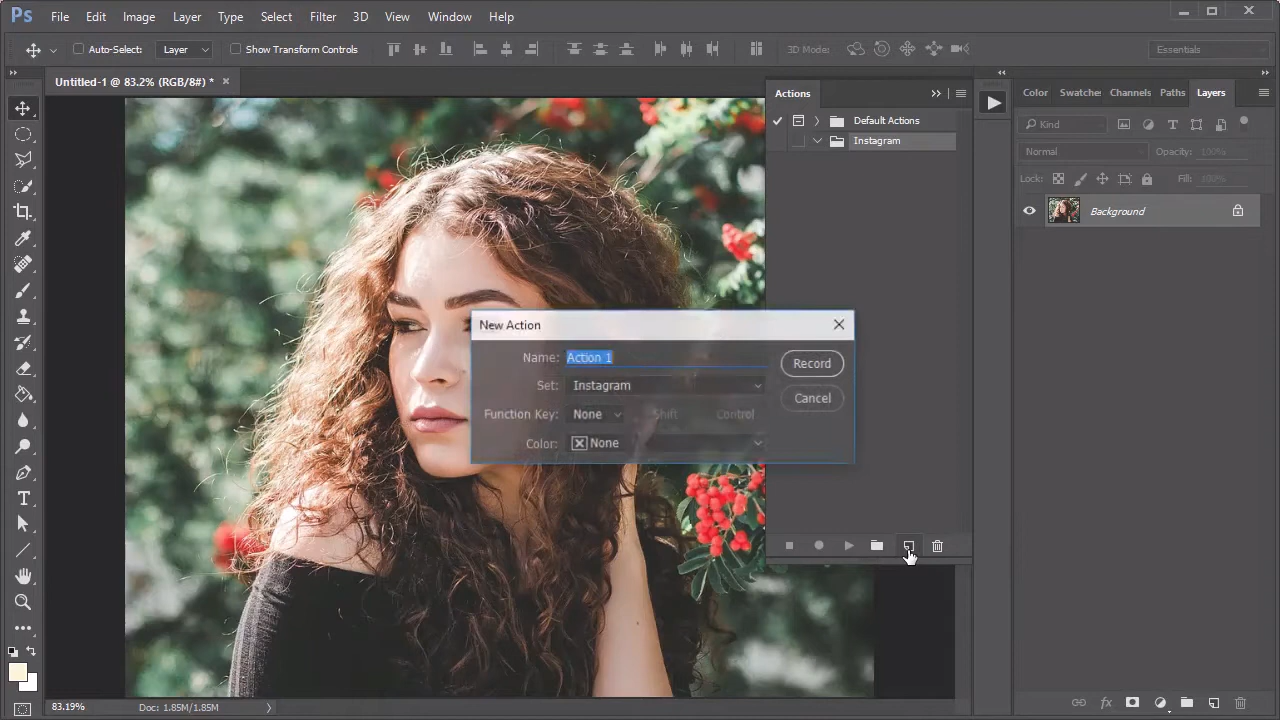 Ps File Edit Image Layer Type Select Filter 3D View Window Help
Auto-Select: Layer Show Transform Controls 3D Mode: Essentials
Untitled-1 @ 83.2% (RGB/8#) *
Actions
Default Actions
Instagram
Color Swatches Channels Paths Layers
Kind
Normal Opacity: 100%
Lock: Fill: 100%
Background
New Action
Name: Action 1
Set: Instagram
Function Key: None Shift Control
Color: None
Record
Cancel
83.19% Doc: 1.85M/1.85M